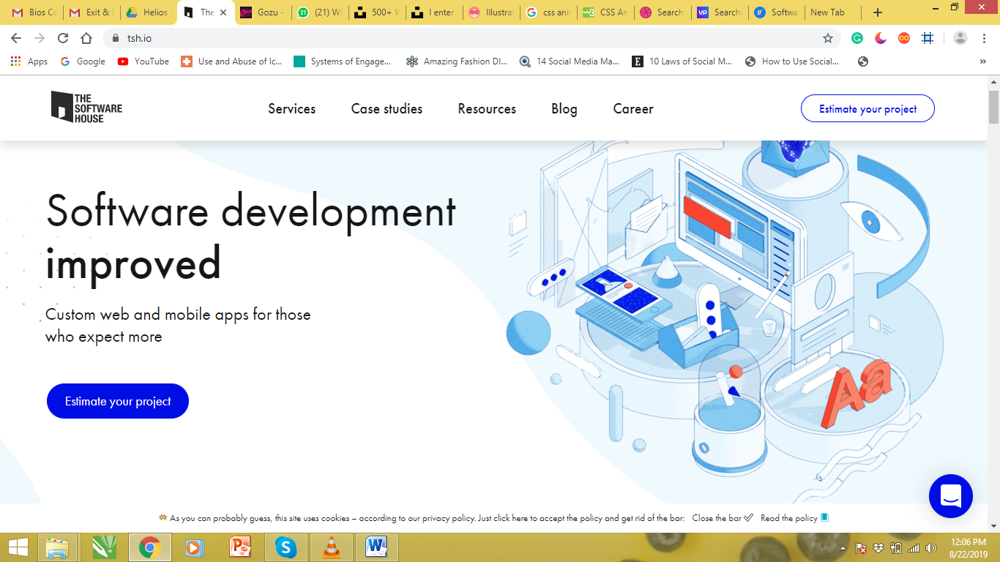 Bios Co
Exit & I
Helios
The
Gozu -
(21) Wh
500+ W
I enter
Illustrat
css ani
CSS An
Search
Searchi
Softwa
New Tab
tsh.io
Apps
Google
YouTube
Use and Abuse of Ic...
Systems of Engage...
Amazing Fashion DI...
14 Social Media Ma...
10 Laws of Social M...
How to Use Social...
»
THE
SOFTWARE
HOUSE
Services
Case studies
Resources
Blog
Career
Estimate your project
Software development
improved
Custom web and mobile apps for those
who expect more
Estimate your project
Aa
As you can probably guess, this site uses cookies – according to our privacy policy. Just click here to accept the policy and get rid of the bar: Close the bar Read the policy
12:06 PM
8/22/2019